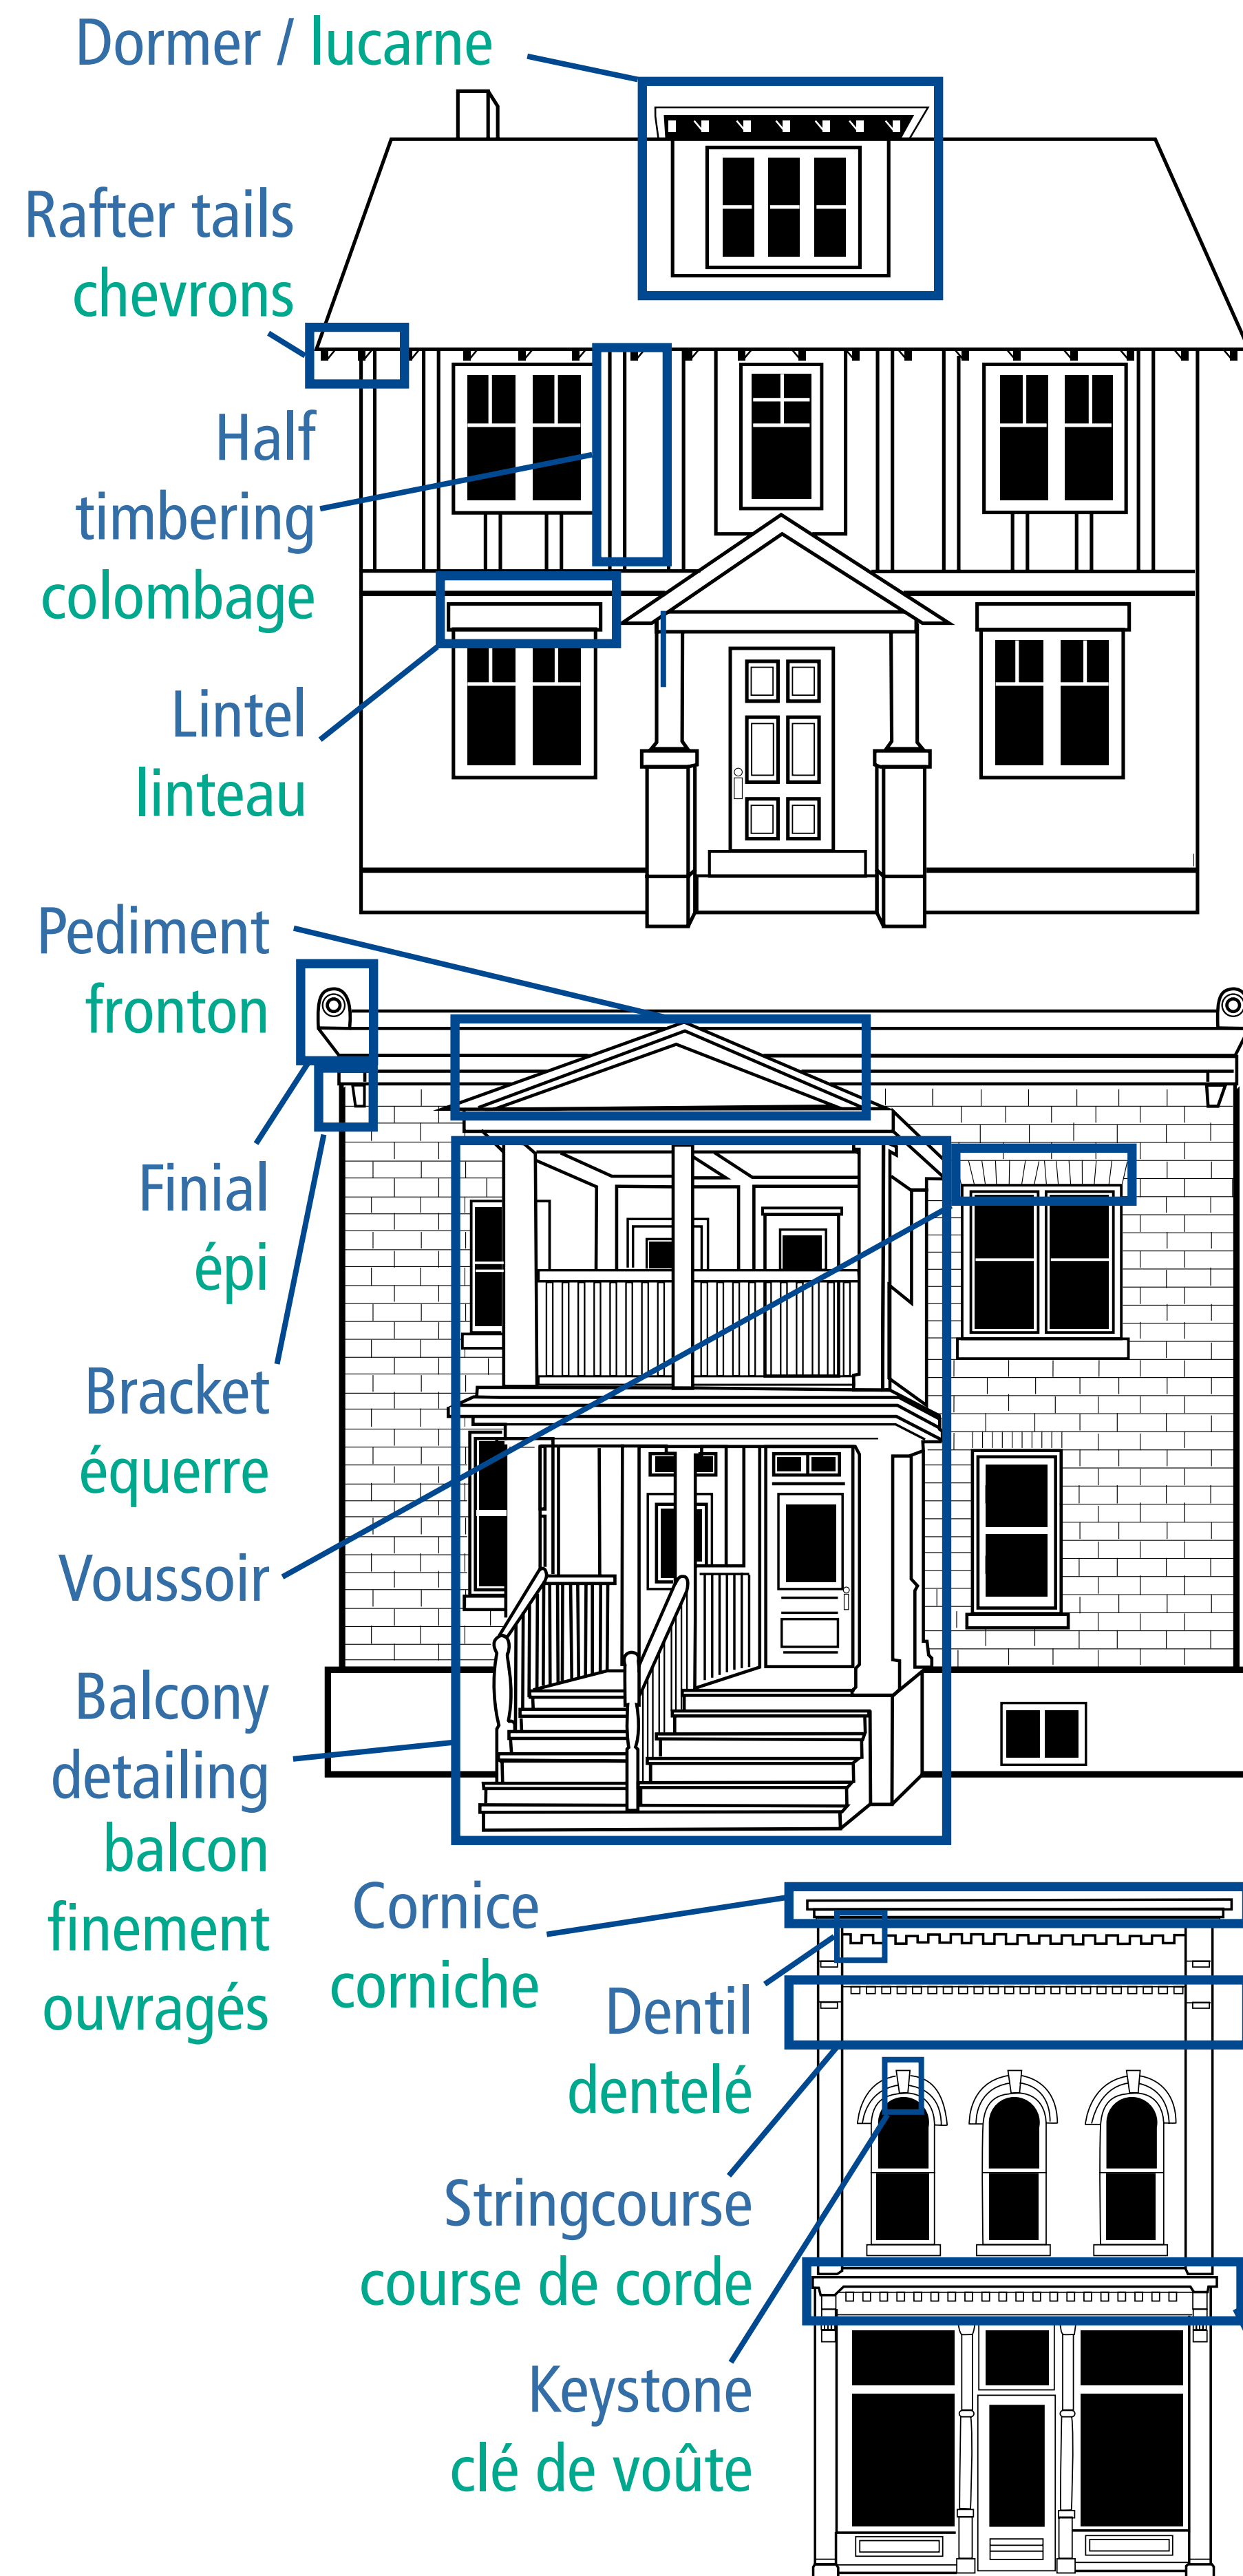 Dormer / lucarne
Rafter tails
chevrons
Half
timbering
colombage
Lintel
linteau
Pediment
fronton
Finial
épi
Bracket
équerre
Voussoir
Balcony
detailing
balcon
finement
ouvragés
Cornice
corniche
Dentil
dentelé
Stringcourse
course de corde
Keystone
clé de voûte